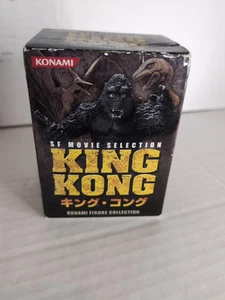 KONAMI
SF MOVIE SELECTION
KING
KONG
キング・コング
KONAMI FIGURE COLLECTION